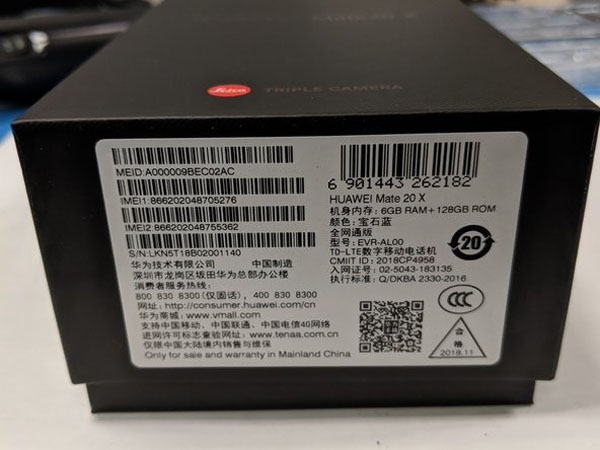 Mate 20 X
Leica TRIPLE CAMERA
MEID:A000009BEC02AC
IMEI1:866202048705276
IMEI2:866202048755362
S/N:LKN5T18B02001140
华为技术有限公司 中国制造
深圳市龙岗区坂田华为总部办公楼
消费者服务热线:
800 830 8300(仅固话), 400 830 8300
网址: http://consumer.huawei.com/cn
华为商城: www.vmall.com
支持中国移动、中国联通、中国电信4G网络
进网许可标志查验网址: www.tenaa.com.cn
仅限中国大陆境内销售与保修
Only for sale and warranty in Mainland China
6 901443 262182
HUAWEI Mate 20 X
机身内存: 6GB RAM+128GB ROM
颜色: 宝石蓝
全网通版
型号: EVR-AL00
TD-LTE数字移动电话机
CMIIT ID: 2018CP4958
入网证号: 02-5043-183135
执行标准: Q/DKBA 2330-2016
20
CCC
合
格
2018.11